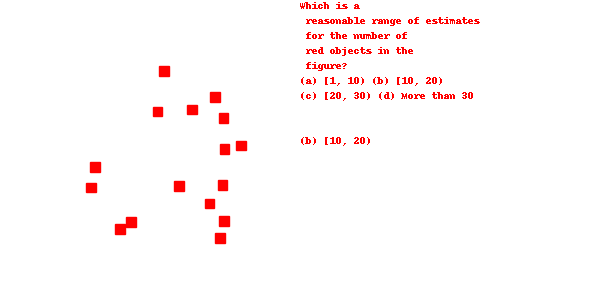 Which is a
reasonable range of estimates
for the number of
red objects in the
figure?
(a) [1, 10) (b) [10, 20)
(c) [20, 30) (d) More than 30
(b) [10, 20)